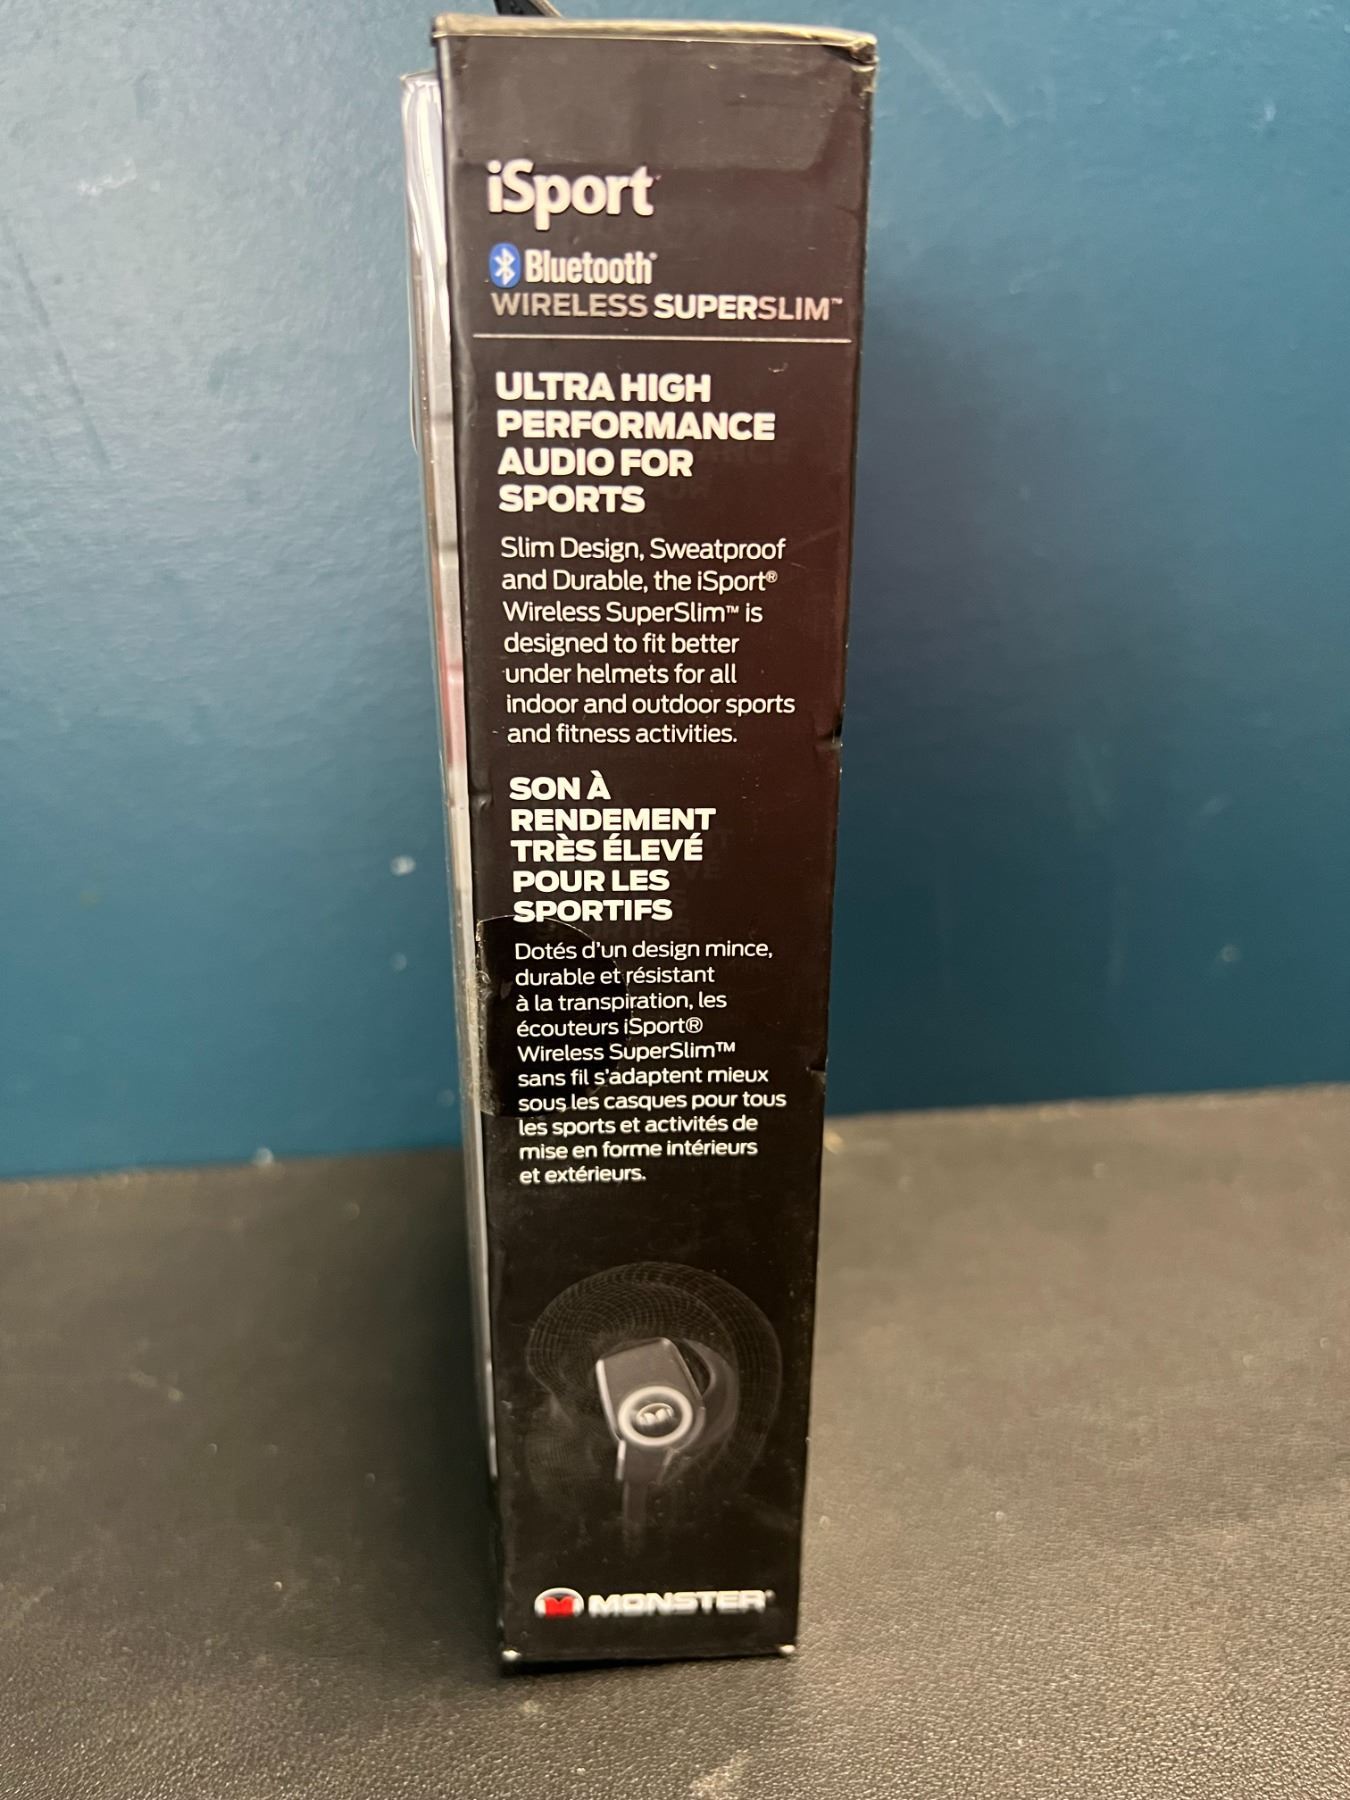 iSport
Bluetooth®
WIRELESS SUPERSLIM™
ULTRA HIGH
PERFORMANCE
AUDIO FOR
SPORTS
Slim Design, Sweatproof
and Durable, the iSport®
Wireless SuperSlim™ is
designed to fit better
under helmets for all
indoor and outdoor sports
and fitness activities.
SON À
RENDEMENT
TRÈS ÉLEVÉ
POUR LES
SPORTIFS
Dotés d'un design mince,
durable et résistant
à la transpiration, les
écouteurs iSport®
Wireless SuperSlim™
sans fil s'adaptent mieux
sous les casques pour tous
les sports et activités de
mise en forme intérieurs
et extérieurs.
MONSTER®